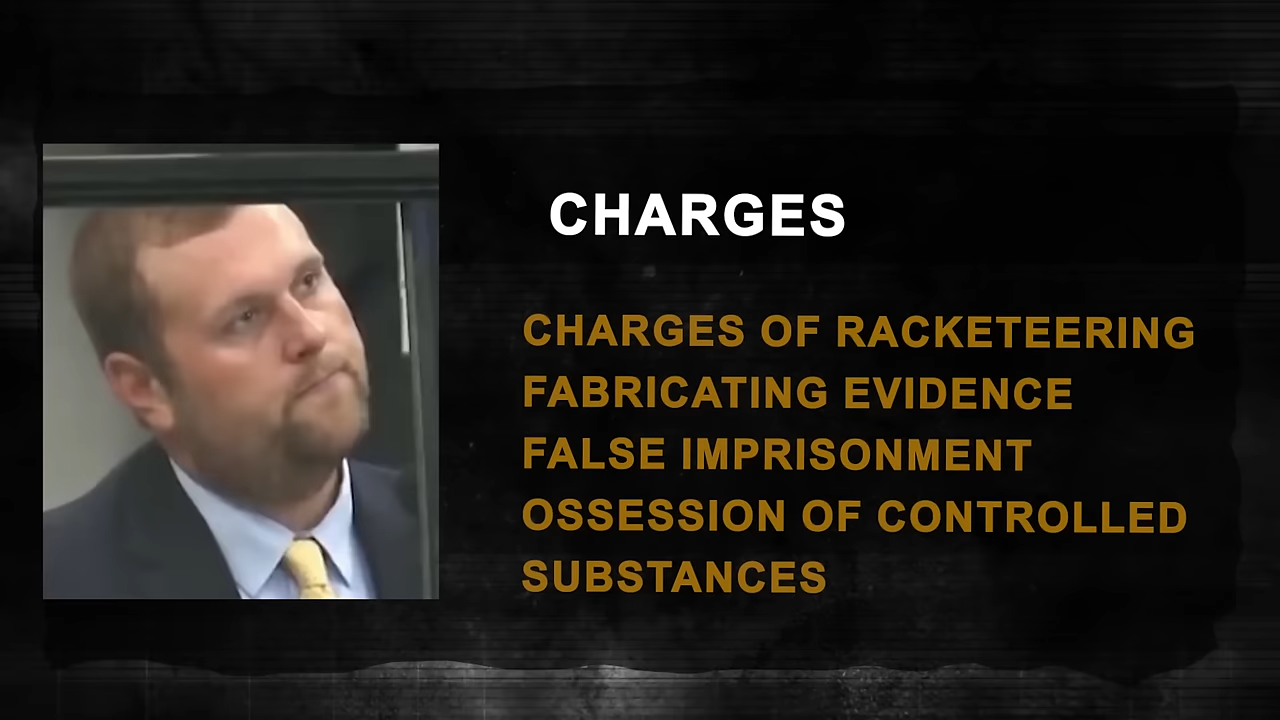 CHARGES
CHARGES OF RACKETEERING
FABRICATING EVIDENCE
FALSE IMPRISONMENT
OSSESSION OF CONTROLLED
SUBSTANCES